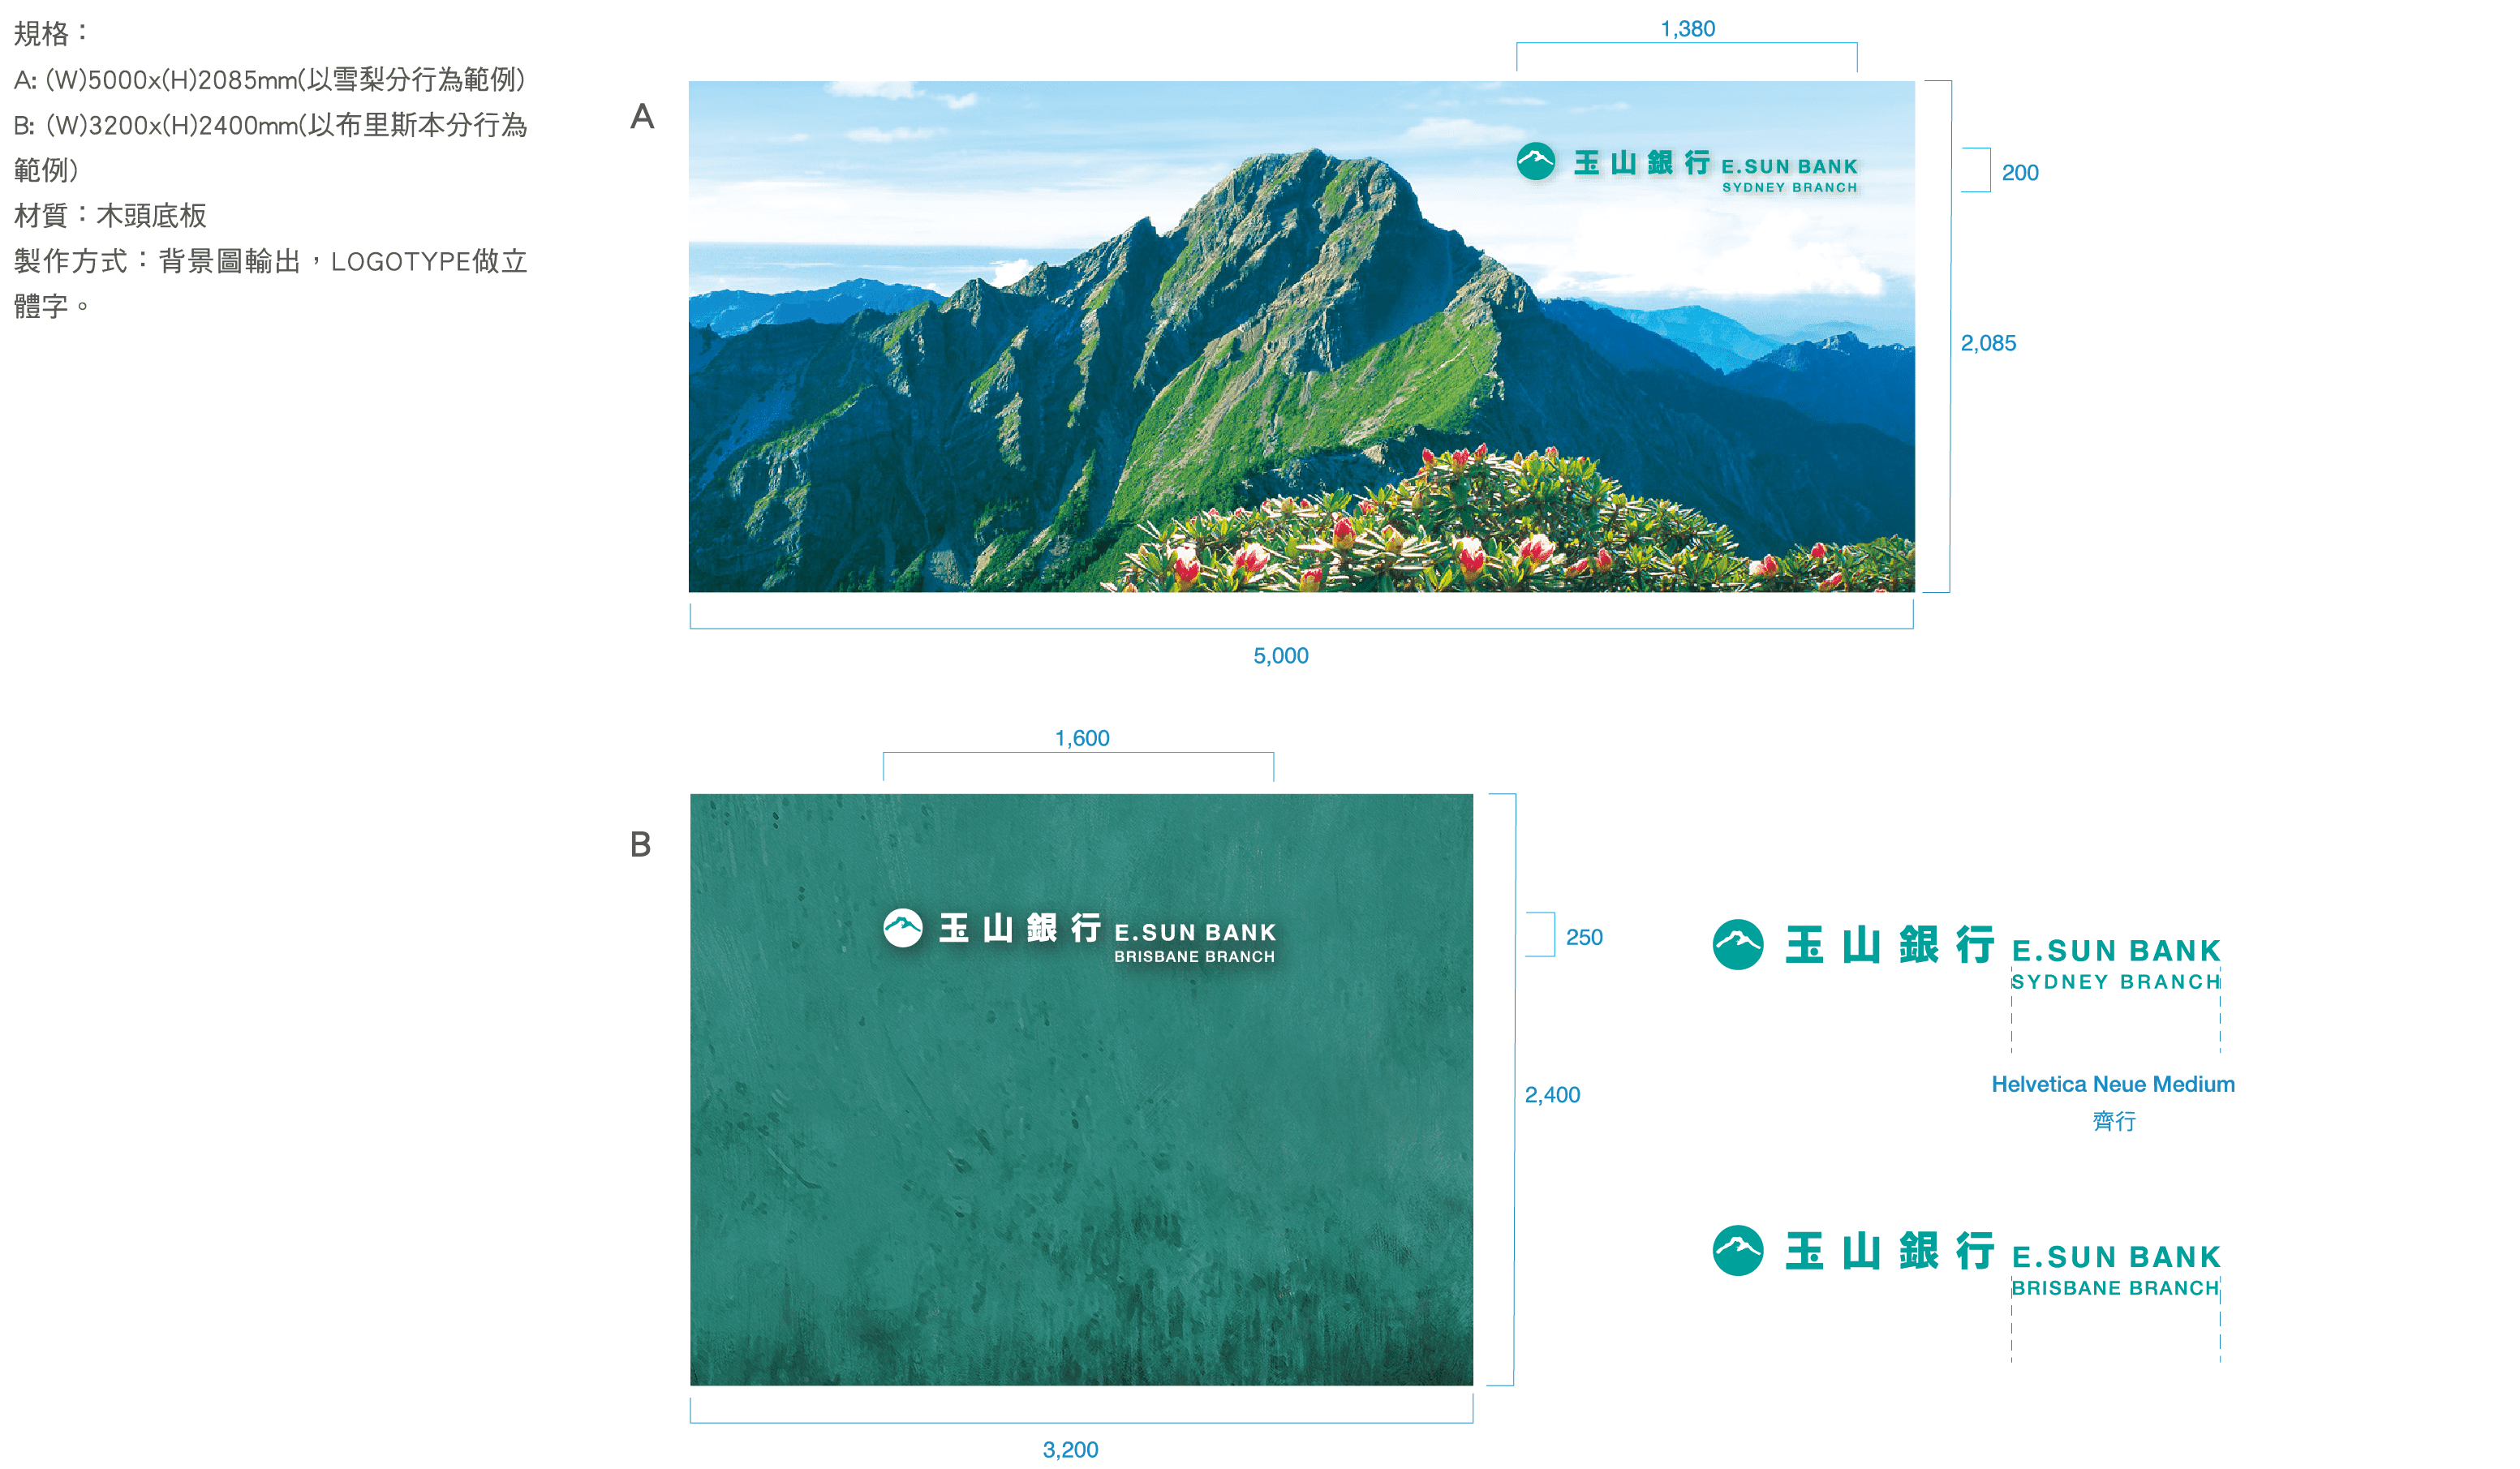 規格：
A: (W)5000x(H)2085mm(以雪梨分行為範例)
B: (W)3200x(H)2400mm(以布里斯本分行為
範例)
材質：木頭底板
製作方式：背景圖輸出，LOGOTYPE做立
體字。
1,380
A
玉山銀行 E.SUN BANK
SYDNEY BRANCH
200
2,085
5,000
1,600
B
玉山銀行 E.SUN BANK
BRISBANE BRANCH
250
2,400
3,200
玉山銀行 E.SUN BANK
SYDNEY BRANCH
Helvetica Neue Medium
齊行
玉山銀行 E.SUN BANK
BRISBANE BRANCH